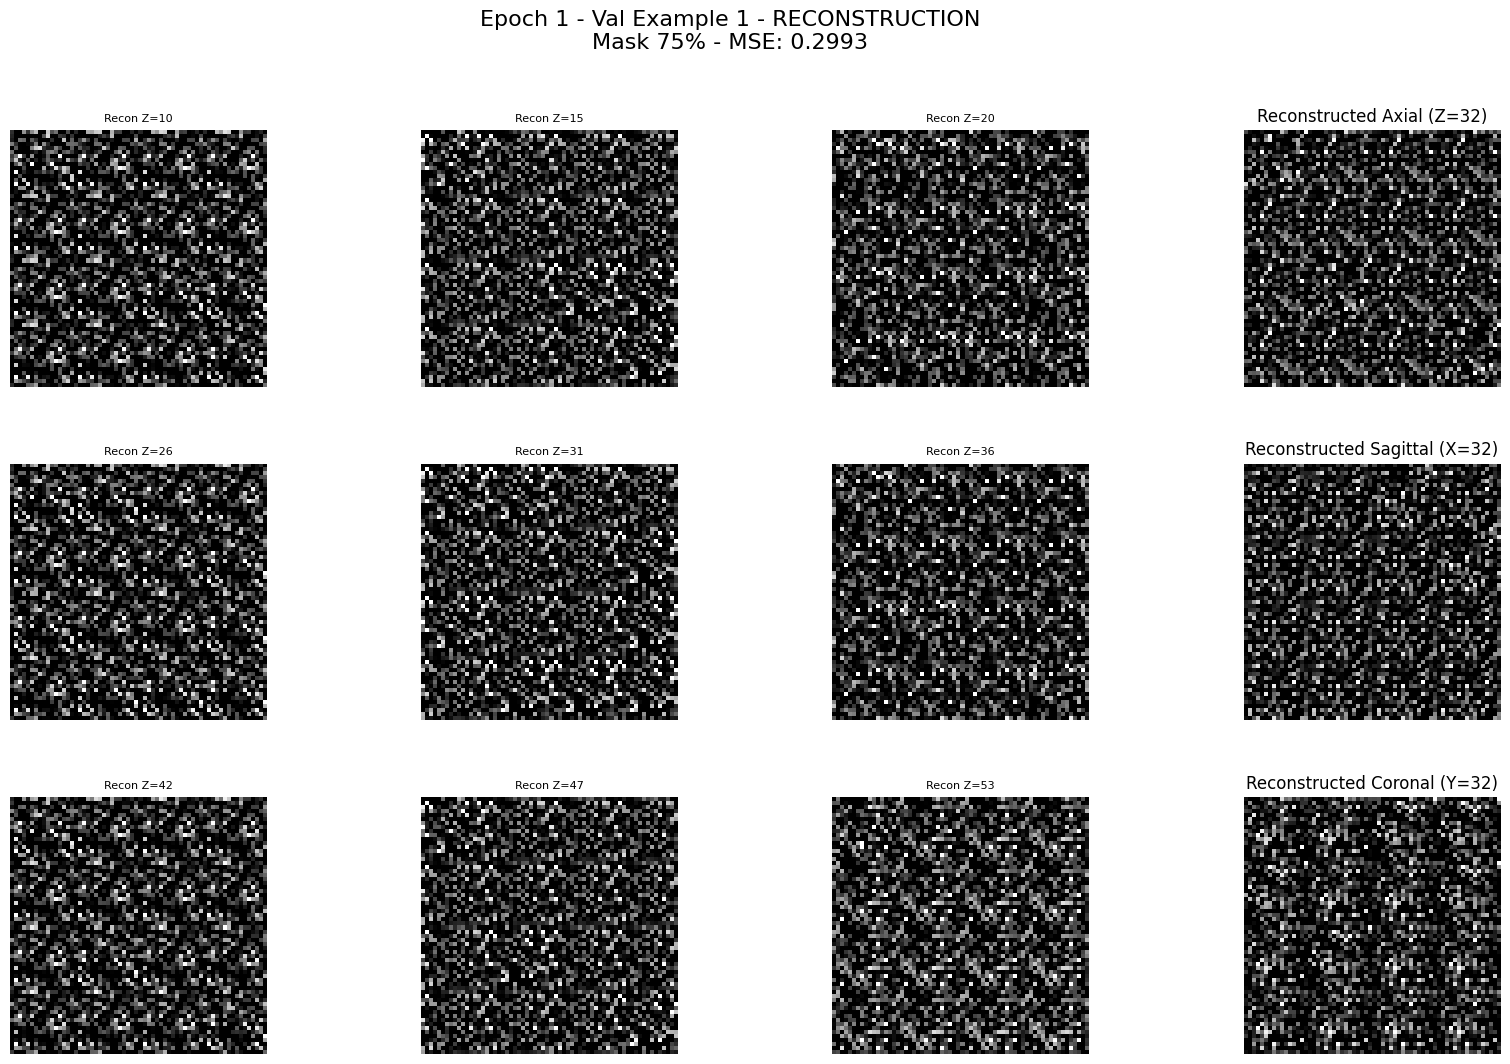 Epoch 1 - Val Example 1 - RECONSTRUCTION
Mask 75% - MSE: 0.2993
Recon Z=10
Recon Z=15
Recon Z=20
Reconstructed Axial (Z=32)
Recon Z=26
Recon Z=31
Recon Z=36
Reconstructed Sagittal (X=32)
Recon Z=42
Recon Z=47
Recon Z=53
Reconstructed Coronal (Y=32)